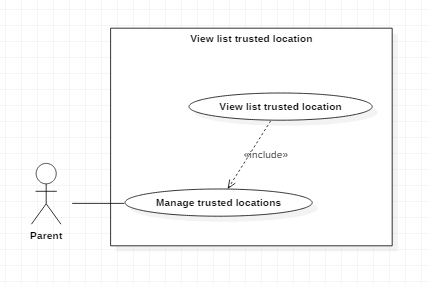 View list trusted location
View list trusted location
«include»
Manage trusted locations
Parent